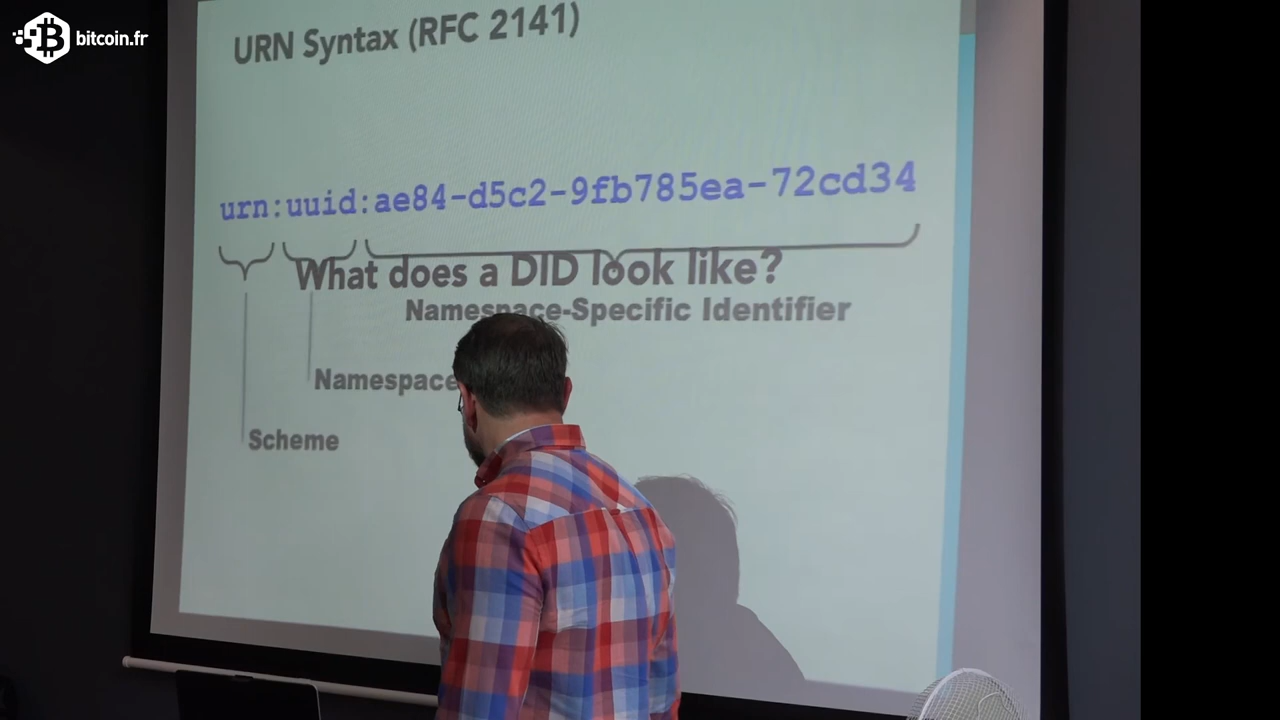 bitcoin.fr
URN Syntax (RFC 2141)
urn:uuid:ae84-d5c2-9fb785ea-72cd34
What does a DID look like?
Namespace-Specific Identifier
Namespace
Scheme